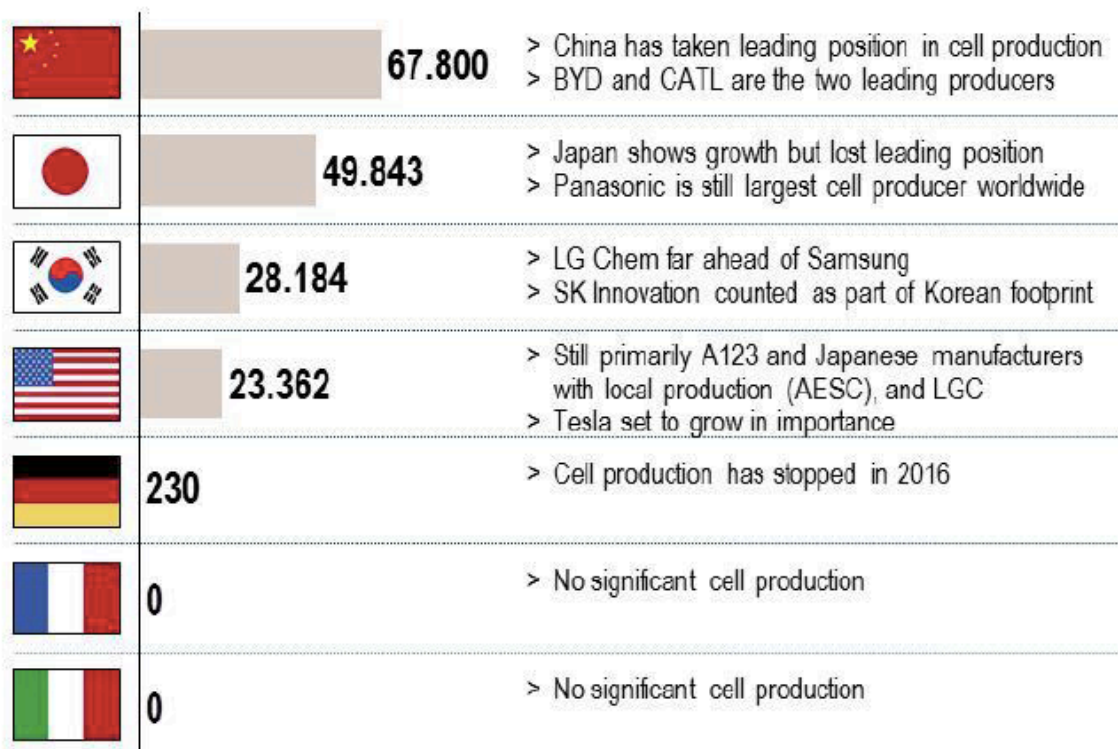 67.800
> China has taken leading position in cell production
> BYD and CATL are the two leading producers
49.843
> Japan shows growth but lost leading position
> Panasonic is still largest cell producer worldwide
28.184
> LG Chem far ahead of Samsung
> SK Innovation counted as part of Korean footprint
23.362
> Still primarily A123 and Japanese manufacturers
with local production (AESC), and LGC
> Tesla set to grow in importance
230
> Cell production has stopped in 2016
0
> No significant cell production
0
> No significant cell production